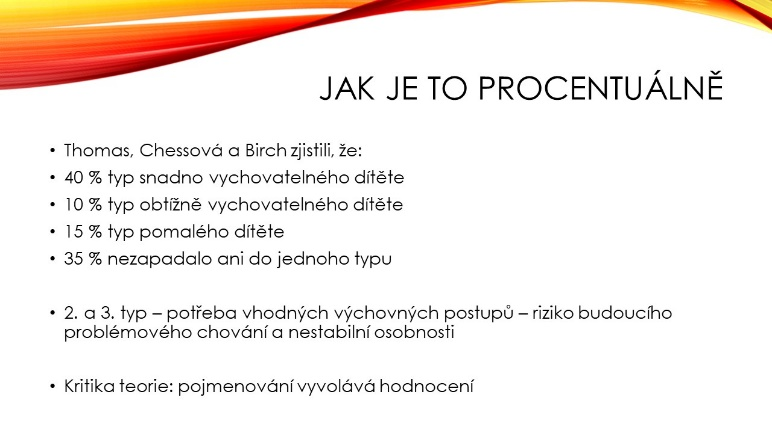 JAK JE TO PROCENTUÁLNĚ
• Thomas, Chessová a Birch zjistili, že:
• 40 % typ snadno vychovatelného dítěte
• 10 % typ obtížně vychovatelného dítěte
• 15 % typ pomalého dítěte
• 35 % nezapadalo ani do jednoho typu
• 2. a 3. typ – potřeba vhodných výchovných postupů – riziko budoucího
problémového chování a nestabilní osobnosti
• Kritika teorie: pojmenování vyvolává hodnocení